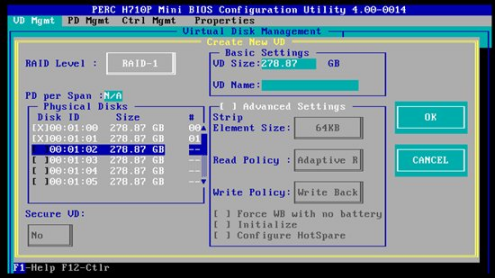 PERC H710P Mini BIOS Configuration Utility 4.00-0014
VD Mgmt PD Mgmt Ctrl Mgmt Properties
Virtual Disk Management
Create New VD
RAID Level : RAID-1
Basic Settings
VD Size:278.87 GB
VD Name:
PD per Span :N/A
Physical Disks
Disk ID Size #
[X]00:01:00 278.87 GB 00
[X]00:01:01 278.87 GB 01
00:01:02 278.87 GB --
[ ]00:01:03 278.87 GB --
[ ]00:01:04 278.87 GB --
[ ]00:01:05 278.87 GB --
[ ] Advanced Settings
Strip
Element Size: 64KB
Read Policy : Adaptive R
Write Policy: Write Back
[ ] Force WB with no battery
[ ] Initialize
[ ] Configure HotSpare
OK
CANCEL
Secure VD:
No
F1-Help F12-Ctlr